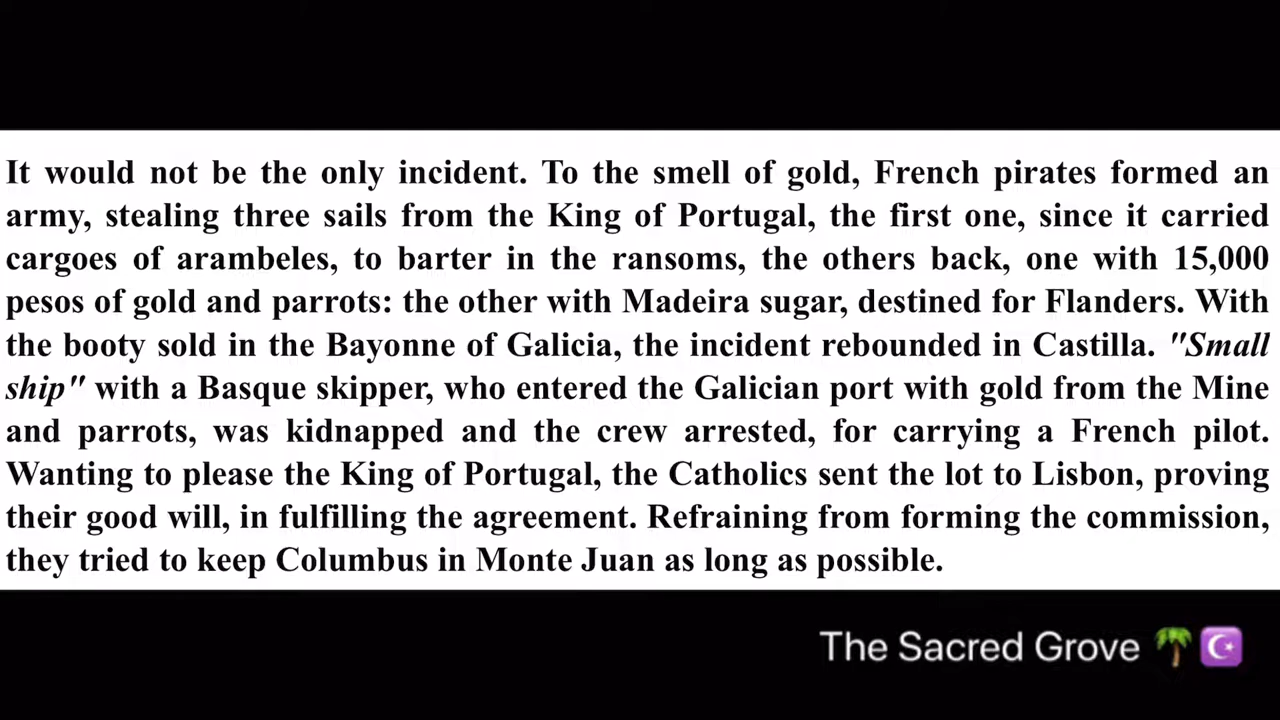 It would not be the only incident. To the smell of gold, French pirates formed an
army, stealing three sails from the King of Portugal, the first one, since it carried
cargoes of arambeles, to barter in the ransoms, the others back, one with 15,000
pesos of gold and parrots: the other with Madeira sugar, destined for Flanders. With
the booty sold in the Bayonne of Galicia, the incident rebounded in Castilla. "Small
ship" with a Basque skipper, who entered the Galician port with gold from the Mine
and parrots, was kidnapped and the crew arrested, for carrying a French pilot.
Wanting to please the King of Portugal, the Catholics sent the lot to Lisbon, proving
their good will, in fulfilling the agreement. Refraining from forming the commission,
they tried to keep Columbus in Monte Juan as long as possible.
The Sacred Grove 🌴☪️